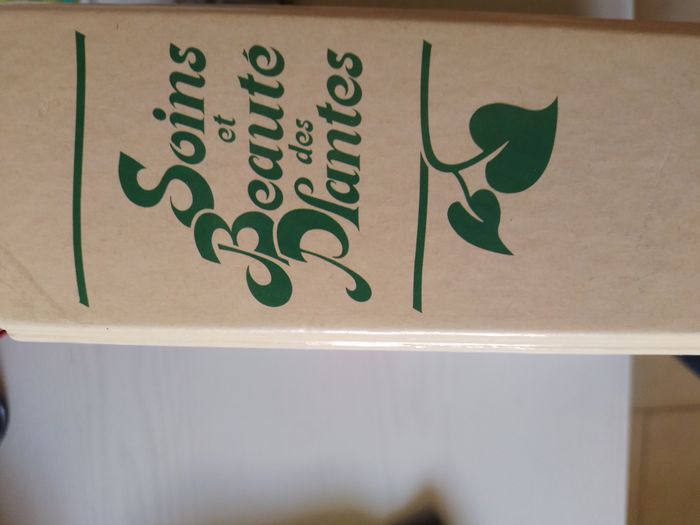 Soins
et
Beauté
des
Plantes